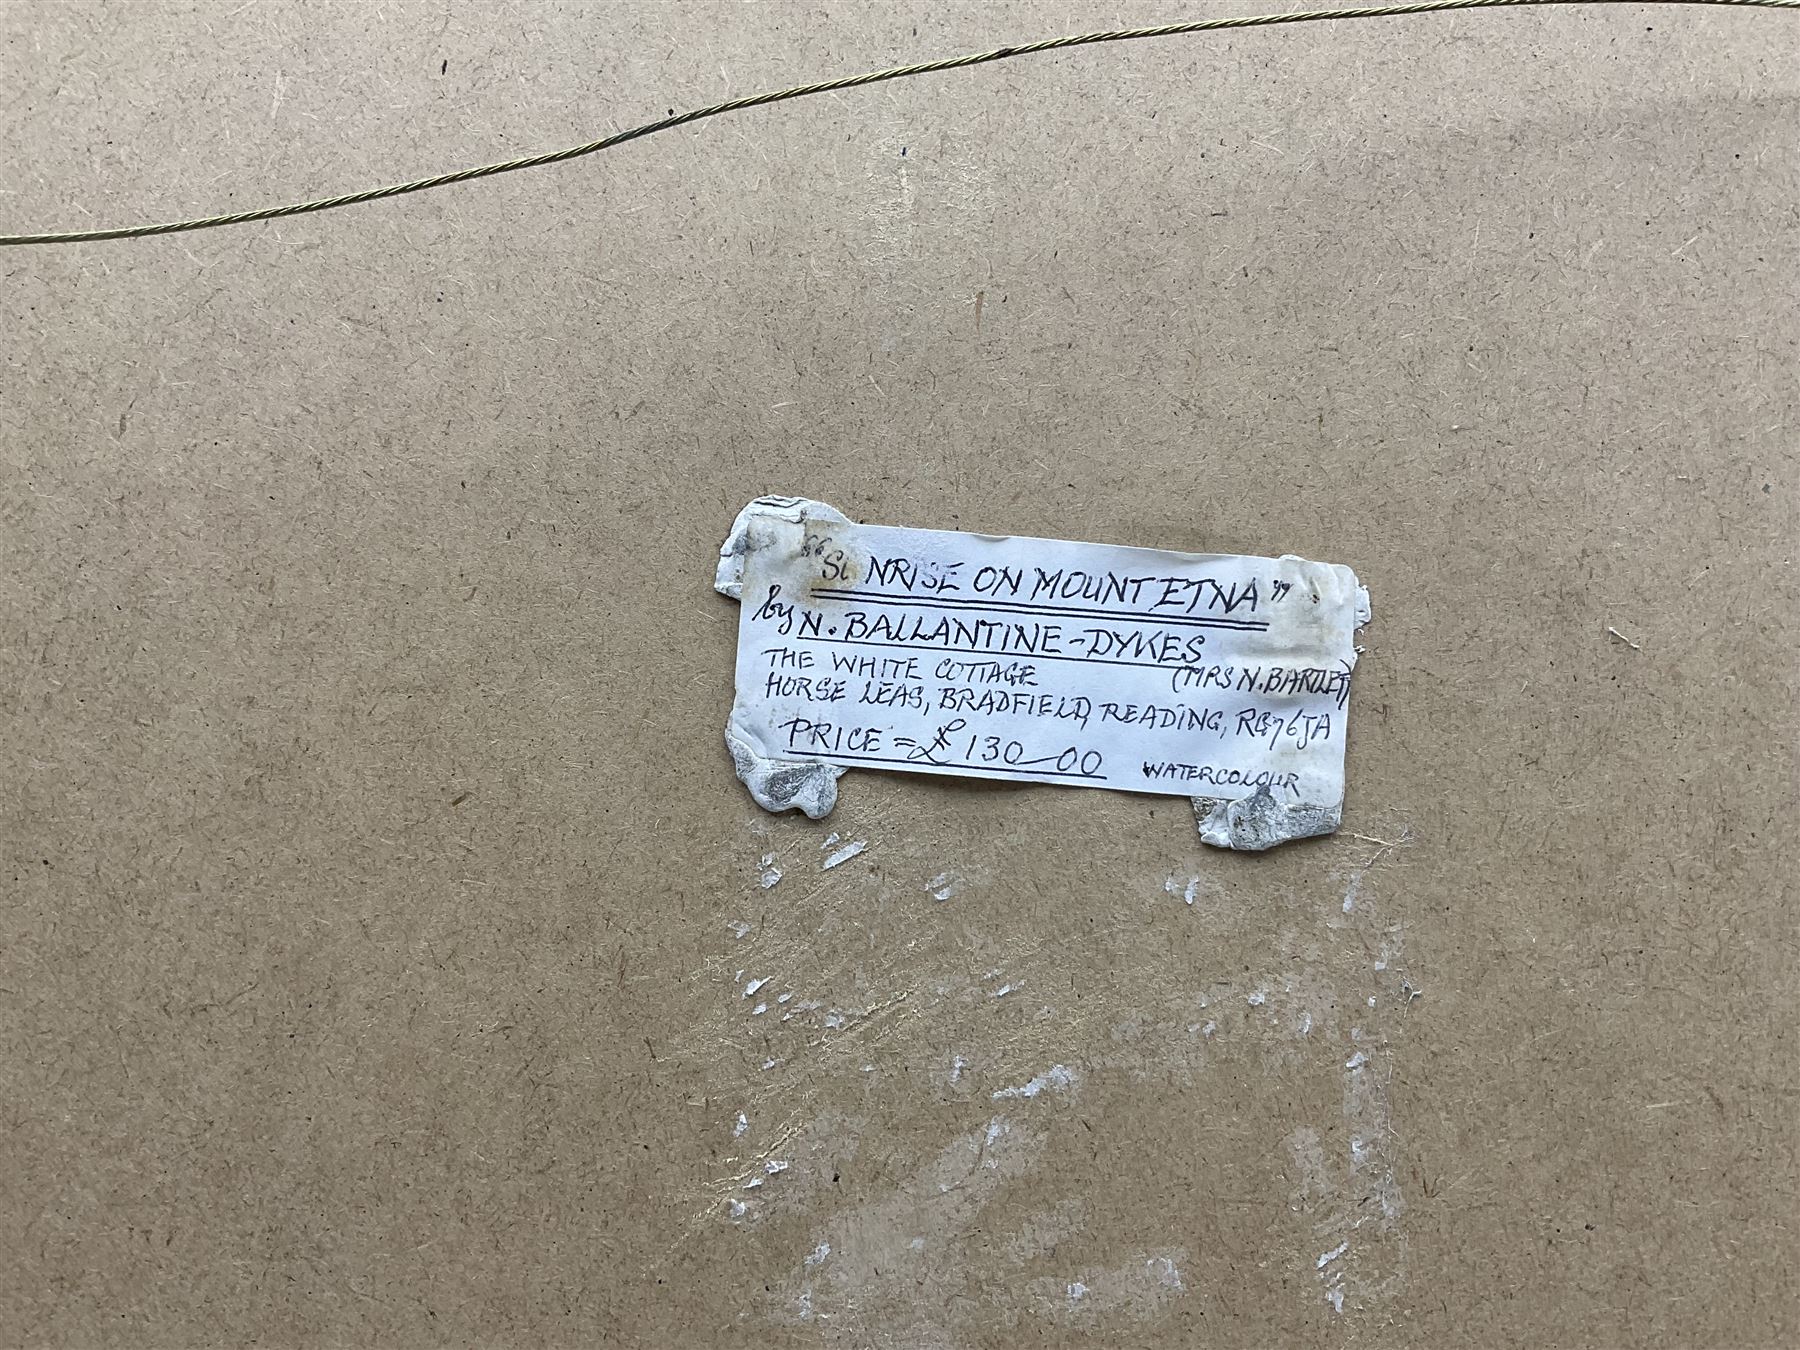 "SUNRISE ON MOUNT ETNA"
by N. BALLANTINE-DYKES
(MRS N. BARTLET)
THE WHITE COTTAGE
HORSE LEAS, BRADFIELD, READING, RG7 6JA
PRICE = £130-00
WATERCOLOUR